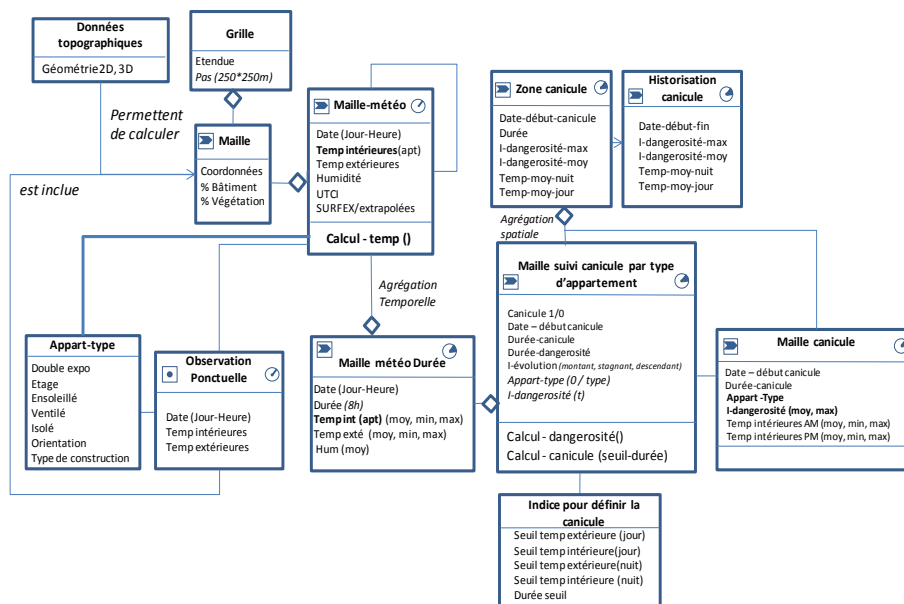 Données
topographiques
Géométrie2D, 3D
Grille
Etendue
Pas (250*250m)
Permettent
de calculer
est inclue
Maille
Coordonnées
% Bâtiment
% Végétation
Maille-météo
Date (Jour-Heure)
Temp intérieures(apt)
Temp extérieures
Humidité
UTCI
SURFEX/extrapolées
Calcul - temp ()
Zone canicule
Date-début-canicule
Durée
I-dangerosité-max
I-dangerosité-moy
Temp-moy-nuit
Temp-moy-jour
Historisation
canicule
Date-début-fin
I-dangerosité-max
I-dangerosité-moy
Temp-moy-nuit
Temp-moy-jour
Agrégation
spatiale
Agrégation
Temporelle
Maille suivi canicule par type
d'appartement
Canicule 1/0
Date – début canicule
Durée-canicule
Durée-dangerosité
I-évolution (montant, stagnant, descendant)
Appart-type (0 / type)
I-dangerosité (t)
Calcul - dangerosité()
Calcul - canicule (seuil-durée)
Appart-type
Double expo
Etage
Ensoleillé
Ventilé
Isolé
Orientation
Type de construction
Observation
Ponctuelle
Date (Jour-Heure)
Temp intérieures
Temp extérieures
Maille météo Durée
Date (Jour-Heure)
Durée (8h)
Temp int (apt) (moy, min, max)
Temp exté (moy, min, max)
Hum (moy)
Maille canicule
Date – début canicule
Durée-canicule
Appart -Type
I-dangerosité (moy, max)
Temp intérieures AM (moy, min, max)
Temp intérieures PM (moy, min, max)
Indice pour définir la
canicule
Seuil temp extérieure (jour)
Seuil temp intérieure(jour)
Seuil temp extérieure(nuit)
Seuil temp intérieure (nuit)
Durée seuil